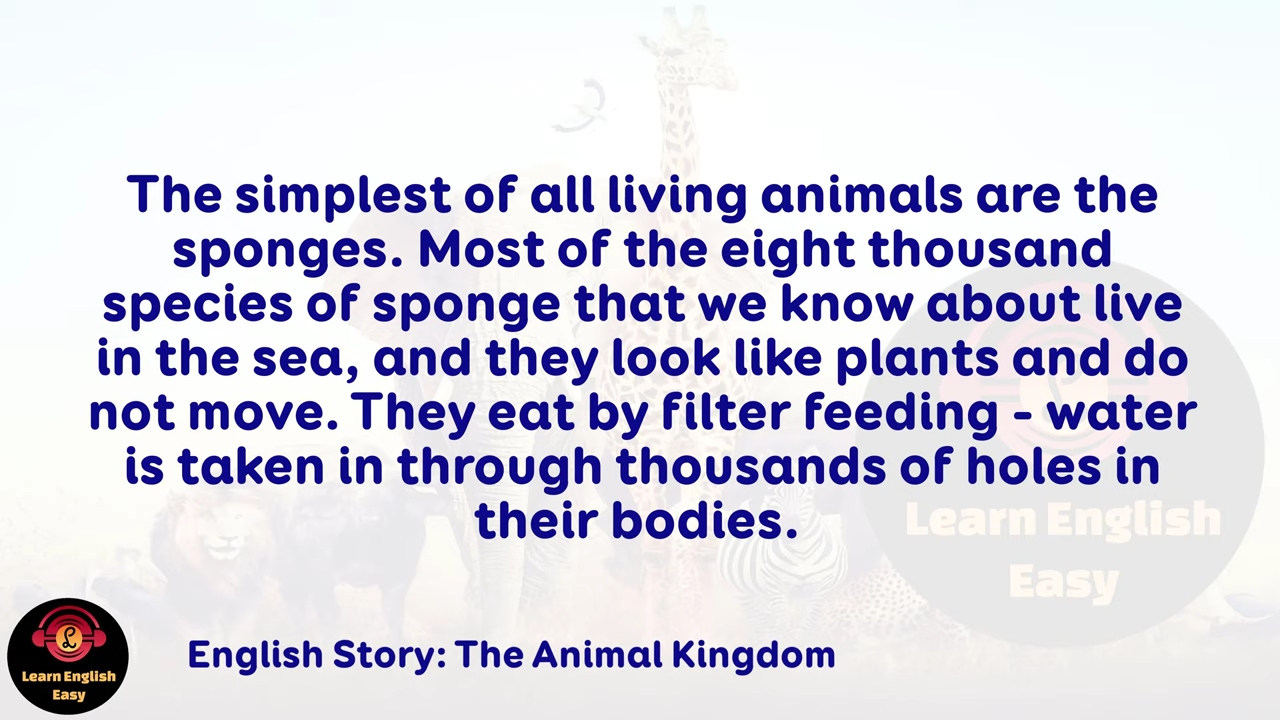 The simplest of all living animals are the
sponges. Most of the eight thousand
species of sponge that we know about live
in the sea, and they look like plants and do
not move. They eat by filter feeding - water
is taken in through thousands of holes in
their bodies.
Learn English
Easy
English Story: The Animal Kingdom
L
Learn English
Easy